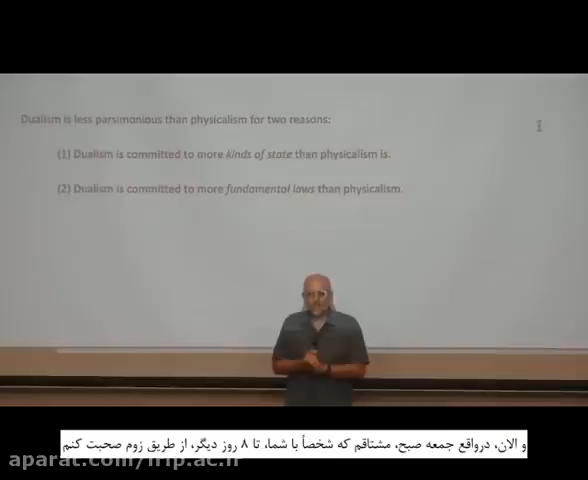 Dualism is less parsimonious than physicalism for two reasons:
(1) Dualism is committed to more kinds of state than physicalism is.
(2) Dualism is committed to more fundamental laws than physicalism.
و الان، درواقع جمعه صبح، مشتاقم که شخصاً با شما، تا ۸ روز دیگر، از طریق زوم صحبت کنم
aparat.com/irip.ac.ir